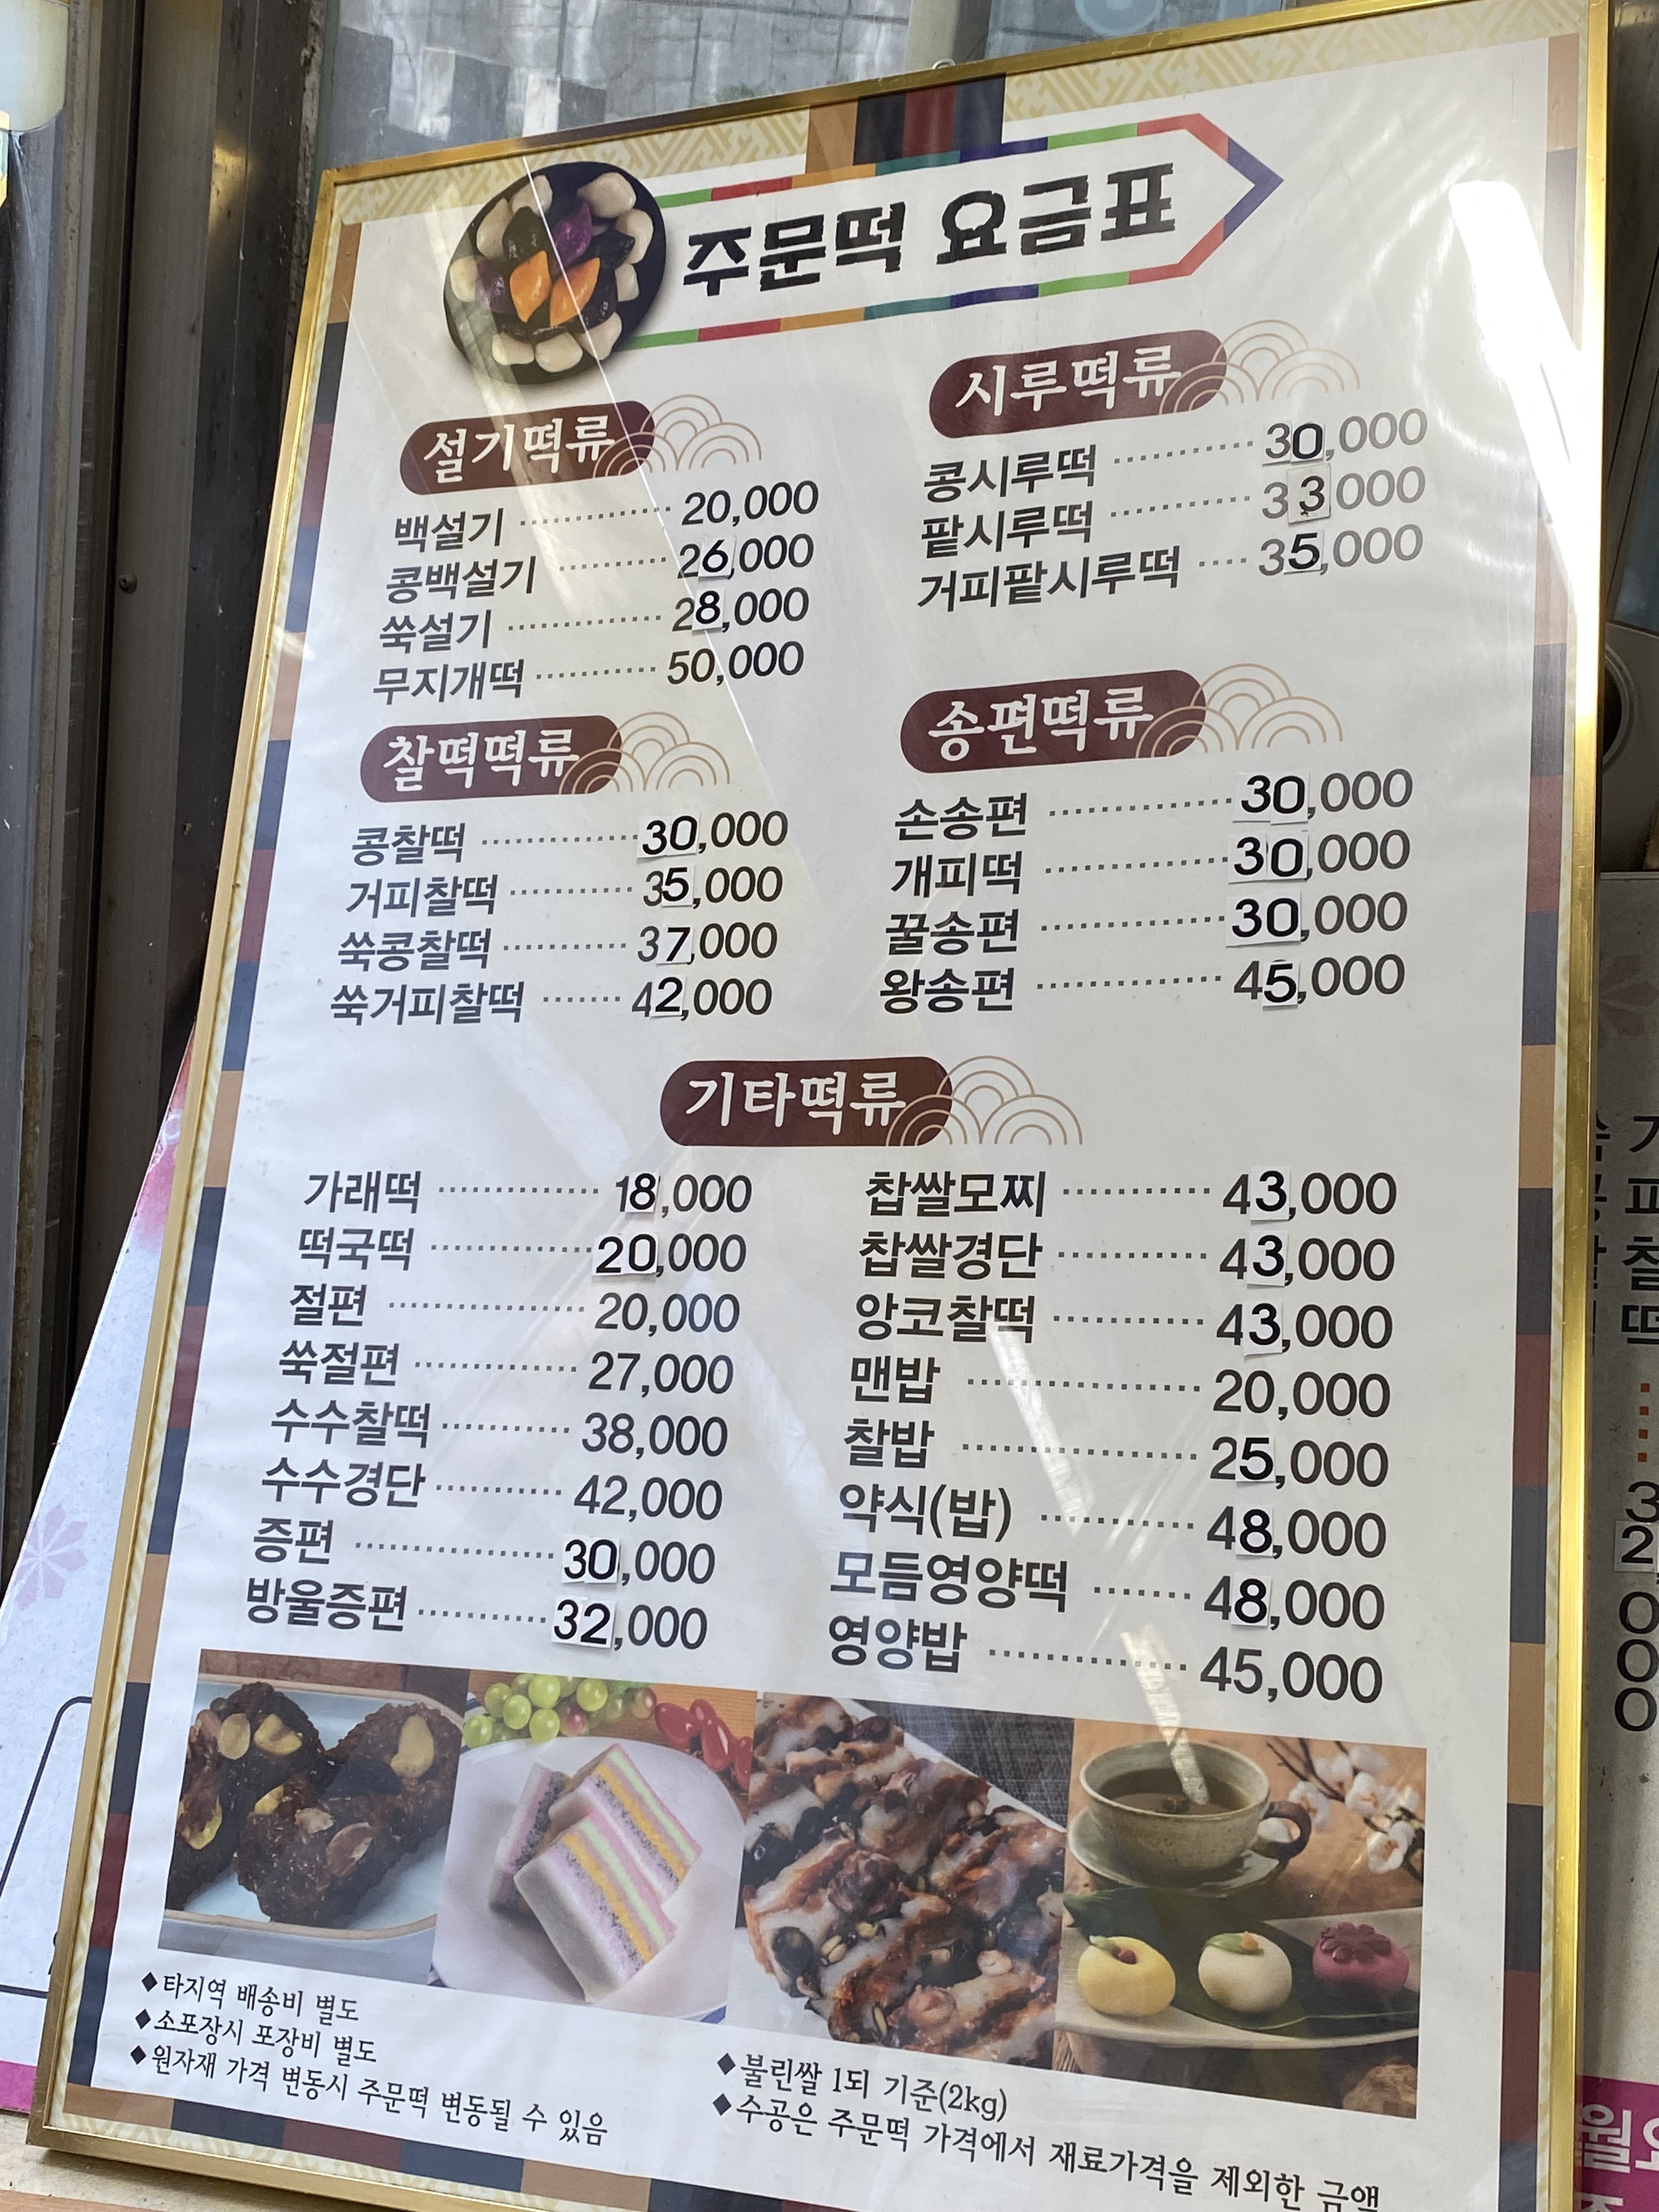 주문떡 요금표
설기떡류
백설기 ··············· 20,000
콩백설기 ·········· 26,000
쑥설기 ··············· 28,000
무지개떡 ··········· 50,000
시루떡류
콩시루떡 ············ 30,000
팥시루떡 ············ 33,000
거피팥시루떡 ···· 35,000
찰떡떡류
콩찰떡 ··············· 30,000
거피찰떡 ············ 35,000
쑥콩찰떡 ············ 37,000
쑥거피찰떡 ······· 42,000
송편떡류
손송편 ················ 30,000
개피떡 ················ 30,000
꿀송편 ················ 30,000
왕송편 ················ 45,000
기타떡류
가래떡 ··············· 18,000
떡국떡 ··············· 20,000
절편 ··················· 20,000
쑥절편 ··············· 27,000
수수찰떡 ··········· 38,000
수수경단 ··········· 42,000
증편 ··················· 30,000
방울증편 ··········· 32,000
찹쌀모찌 ············ 43,000
찹쌀경단 ············ 43,000
앙코찰떡 ············ 43,000
맨밥 ··················· 20,000
찰밥 ··················· 25,000
약식(밥) ············ 48,000
모듬영양떡 ······· 48,000
영양밥 ··············· 45,000
◆타지역 배송비 별도
◆소포장시 포장비 별도
◆원자재 가격 변동시 주문떡 변동될 수 있음
◆불린쌀 1되 기준(2kg)
◆수공은 주문떡 가격에서 재료가격을 제외한 금액